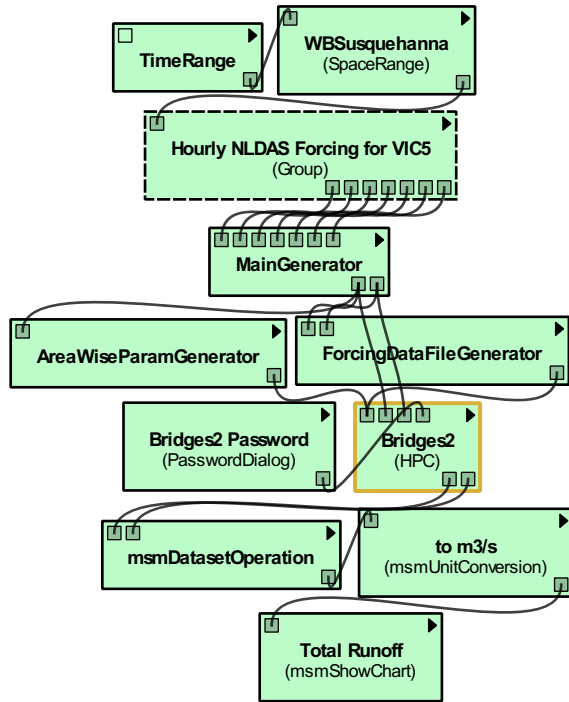 TimeRange
WBSusquehanna
(SpaceRange)
Hourly NLDAS Forcing for VIC5
(Group)
MainGenerator
AreaWiseParamGenerator
ForcingDataFileGenerator
Bridges2 Password
(PasswordDialog)
Bridges2
(HPC)
msmDatasetOperation
to m3/s
(msmUnitConversion)
Total Runoff
(msmShowChart)